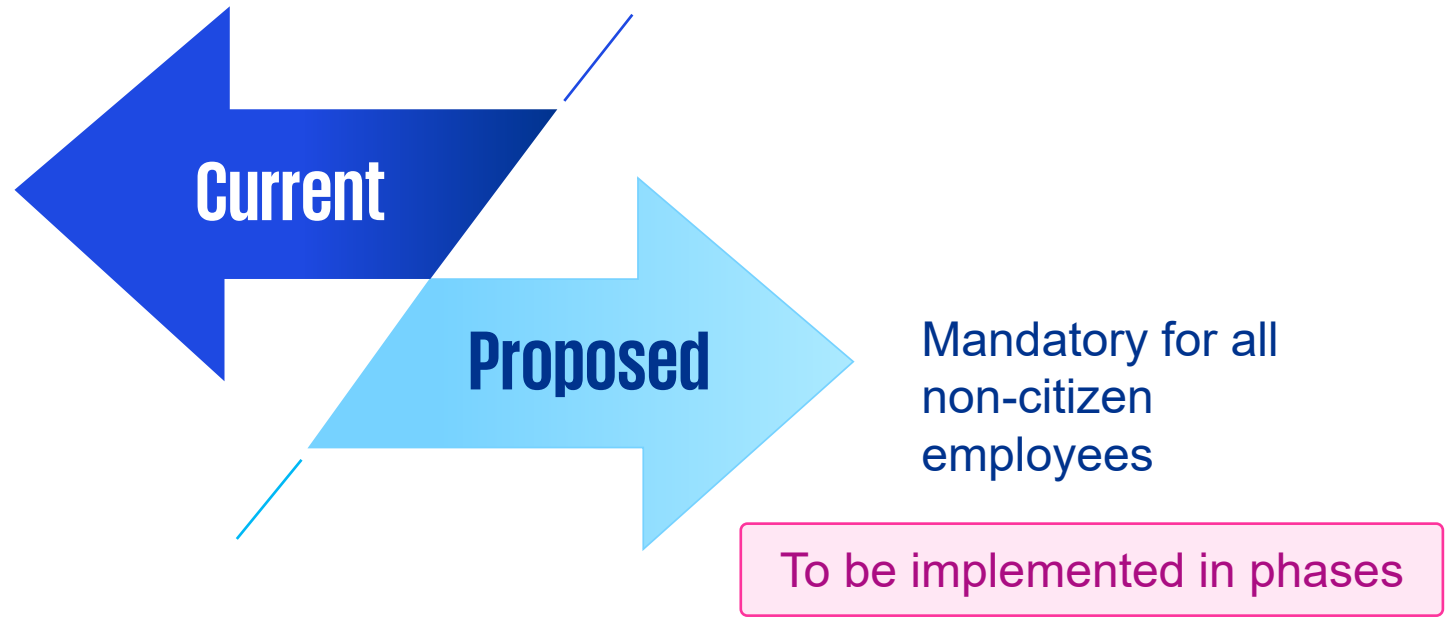 Current
Proposed
Mandatory for all
non-citizen
employees
To be implemented in phases